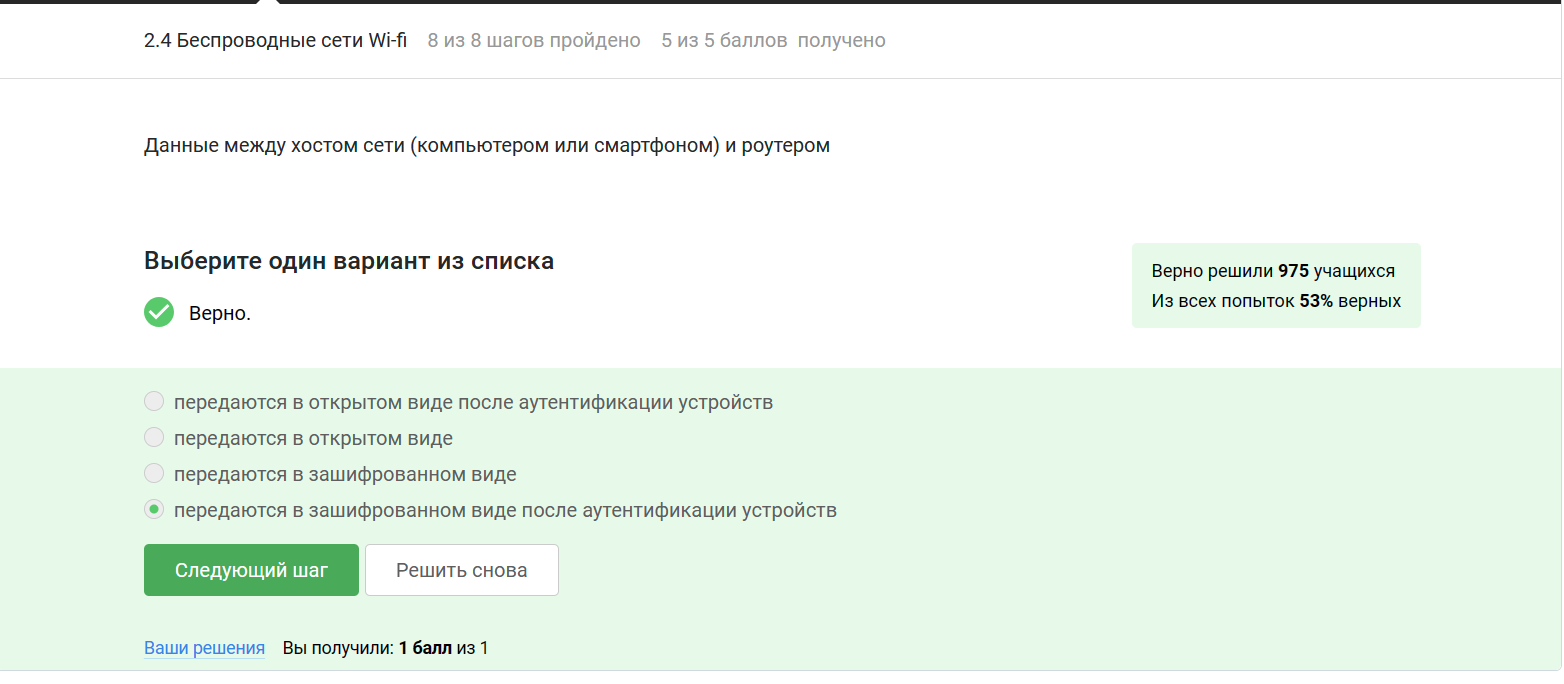 2.4 Беспроводные сети Wi-fi 8 из 8 шагов пройдено 5 из 5 баллов получено
Данные между хостом сети (компьютером или смартфоном) и роутером
Выберите один вариант из списка
Верно.
Верно решили 975 учащихся
Из всех попыток 53% верных
передаются в открытом виде после аутентификации устройств
передаются в открытом виде
передаются в зашифрованном виде
передаются в зашифрованном виде после аутентификации устройств
Следующий шаг Решить снова
Ваши решения Вы получили: 1 балл из 1